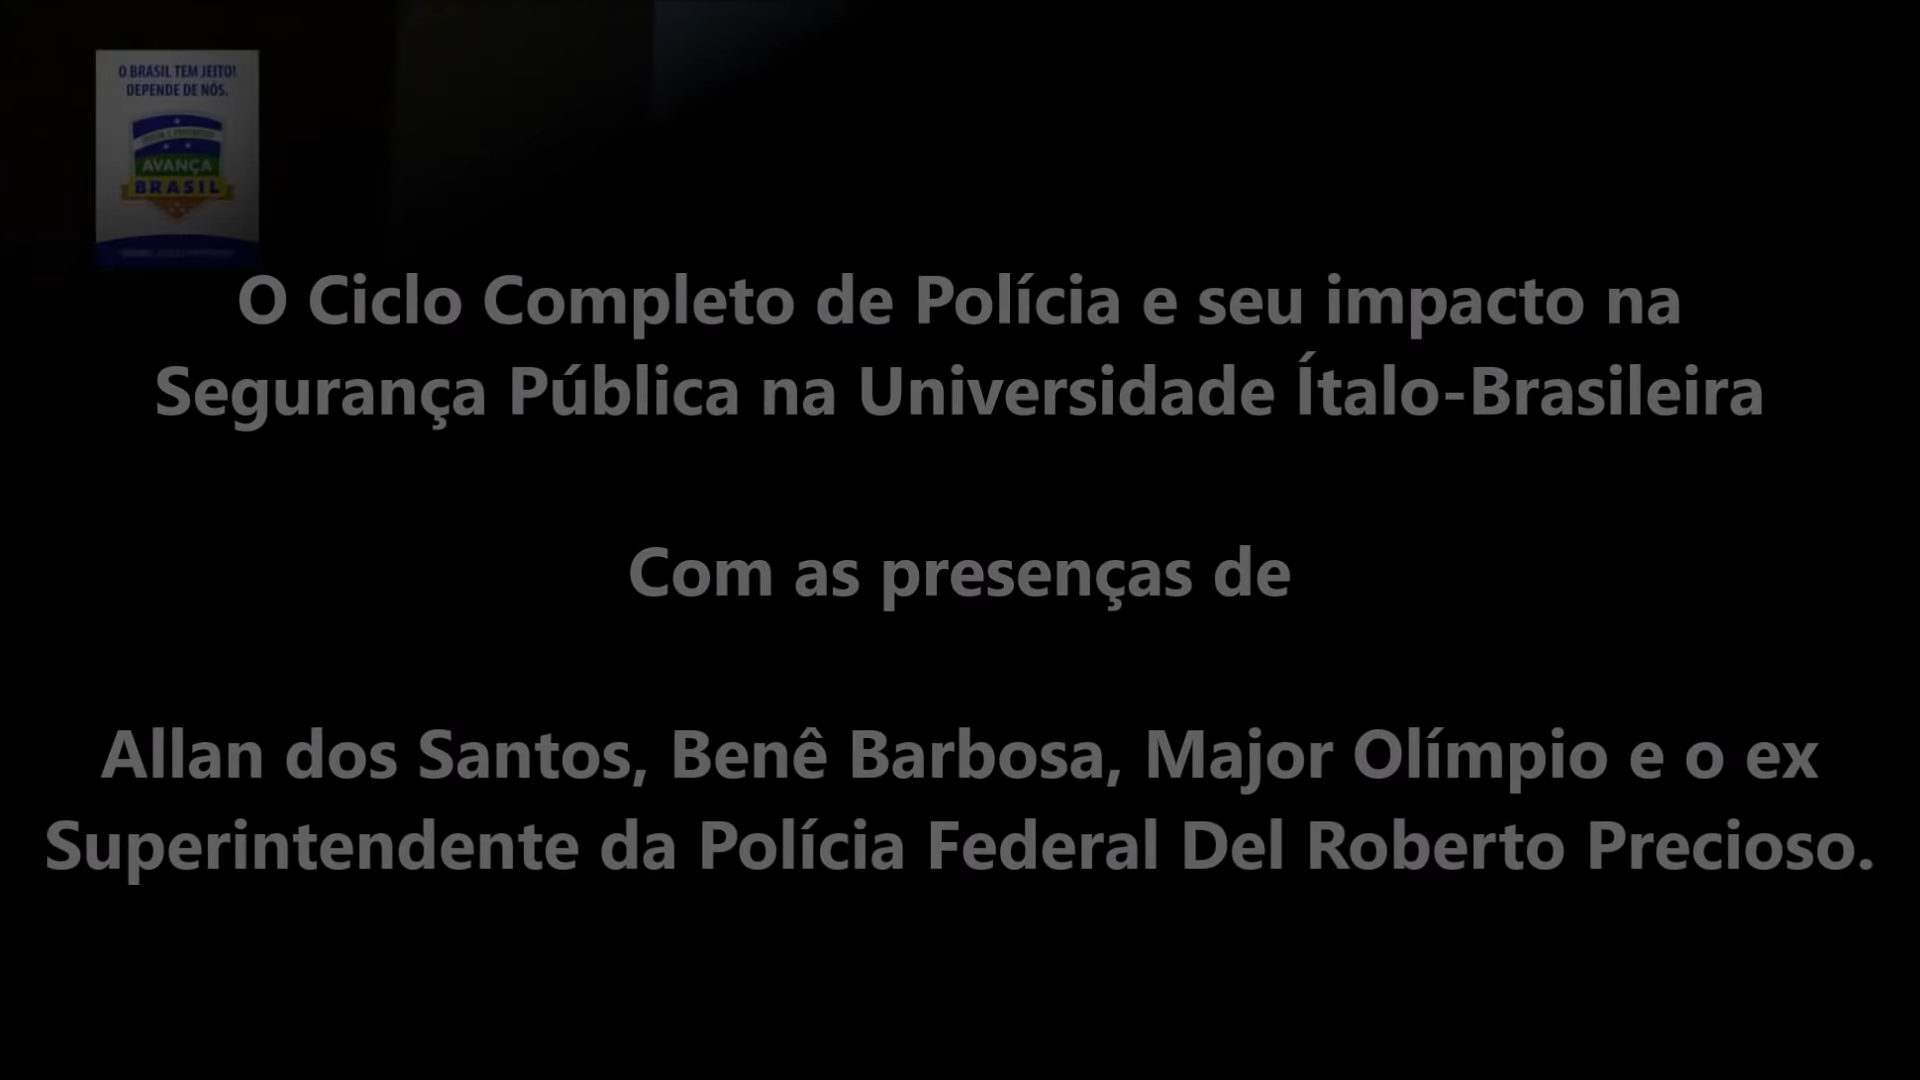 O BRASIL TEM JEITO!
DEPENDE DE NÓS.
AVANÇA
BRASIL
O Ciclo Completo de Polícia e seu impacto na
Segurança Pública na Universidade Ítalo-Brasileira
Com as presenças de
Allan dos Santos, Benê Barbosa, Major Olímpio e o ex
Superintendente da Polícia Federal Del Roberto Precioso.